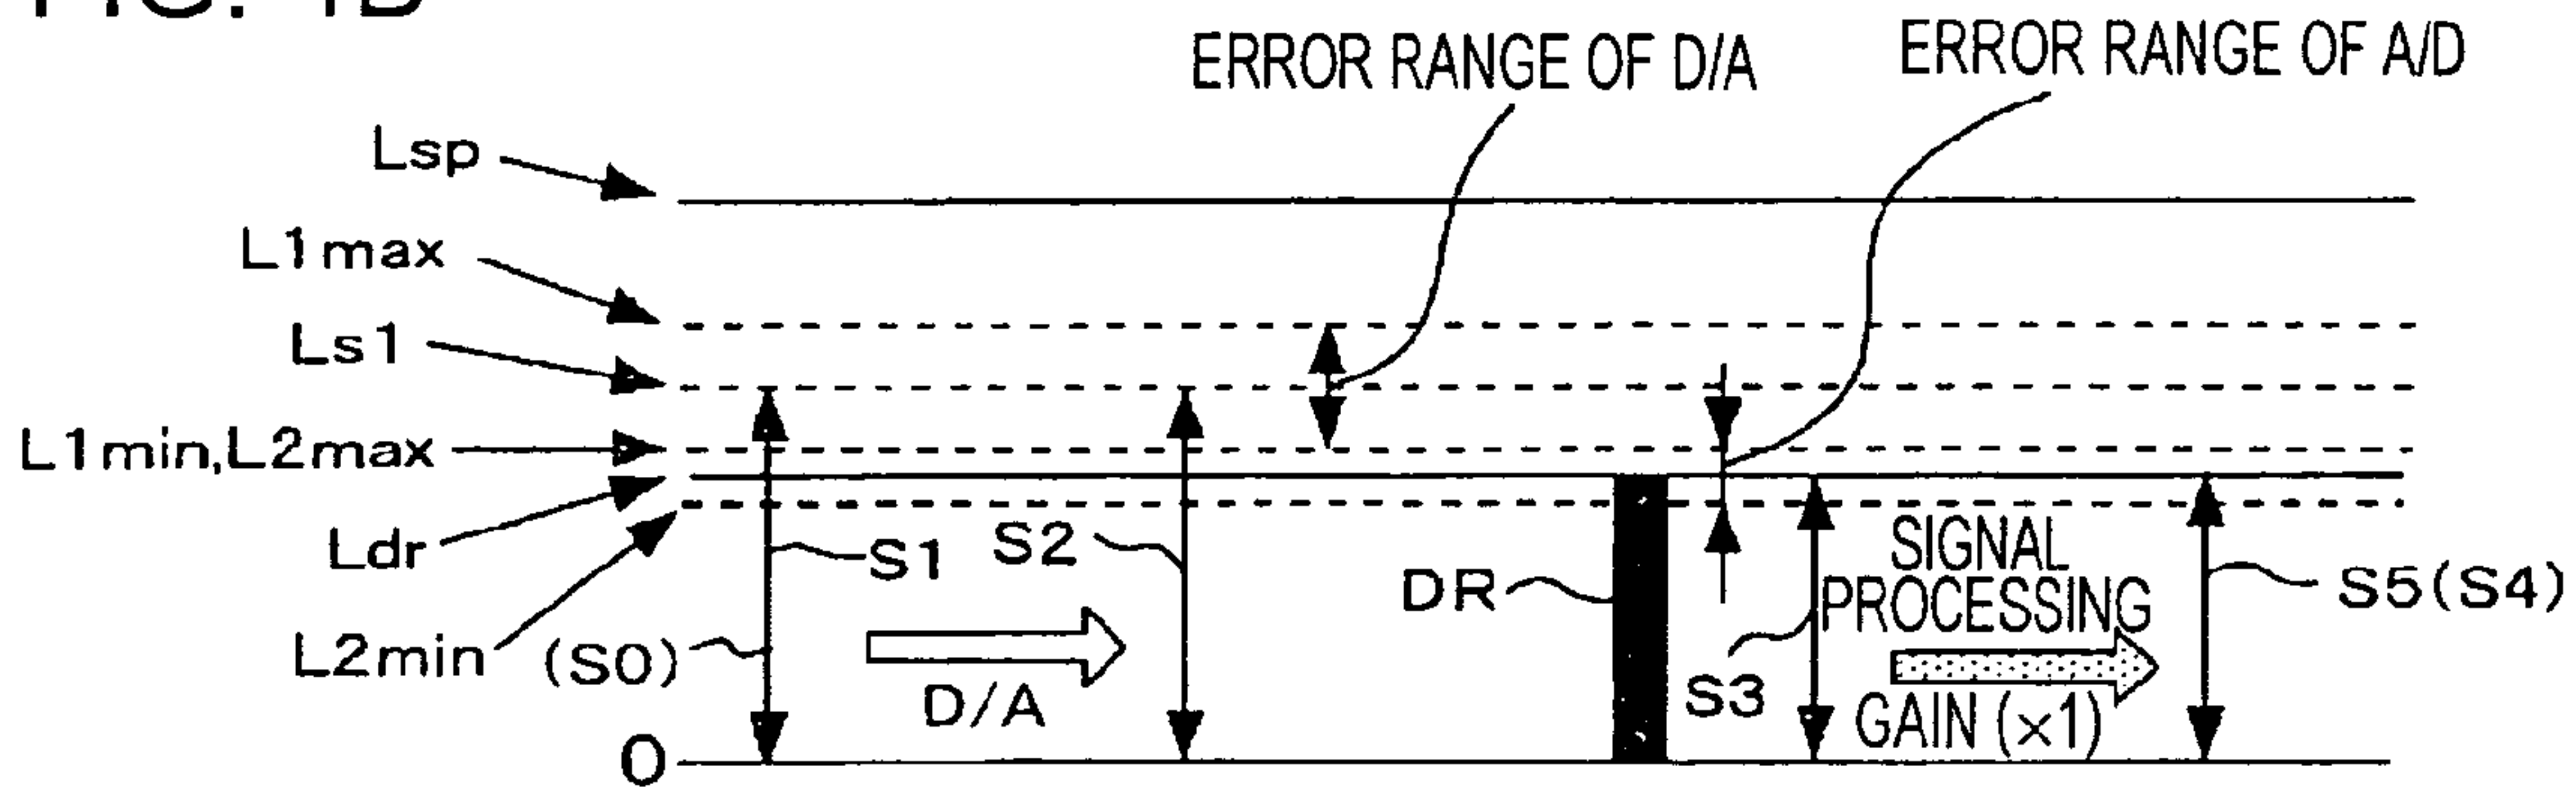 ERROR RANGE OF D/A
ERROR RANGE OF A/D
Lsp
L1max
Ls1
L1min,L2max
Ldr
L2min
(S0)
S1
S2
D/A
0
DR
S3
SIGNAL
PROCESSING
GAIN (×1)
S5(S4)